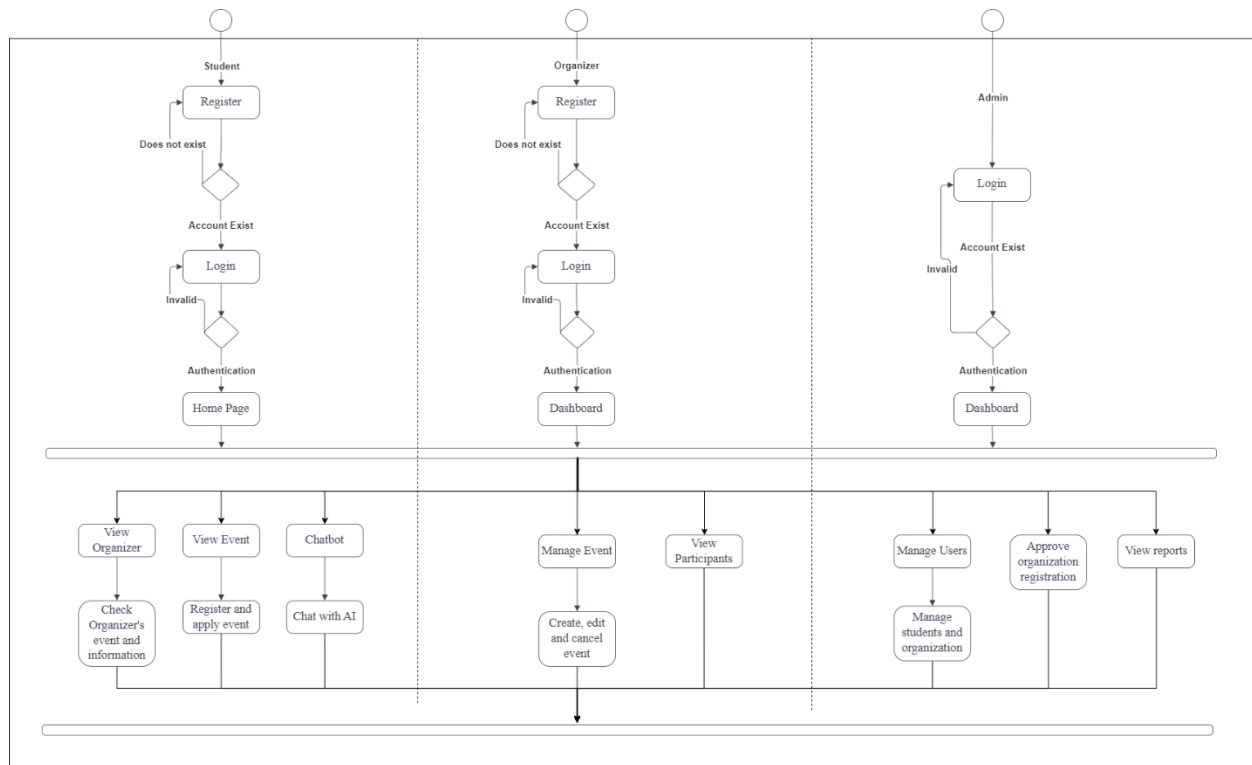 Student
Register
Does not exist
Account Exist
Login
Invalid
Authentication
Home Page
Organizer
Register
Does not exist
Account Exist
Login
Invalid
Authentication
Dashboard
Admin
Login
Account Exist
Invalid
Authentication
Dashboard
View
Organizer
View Event
Chatbot
Check
Organizer's
event and
information
Register and
apply event
Chat with AI
Manage Event
View
Participants
Create, edit
and cancel
event
Manage Users
Approve
organization
registration
View reports
Manage
students and
organization